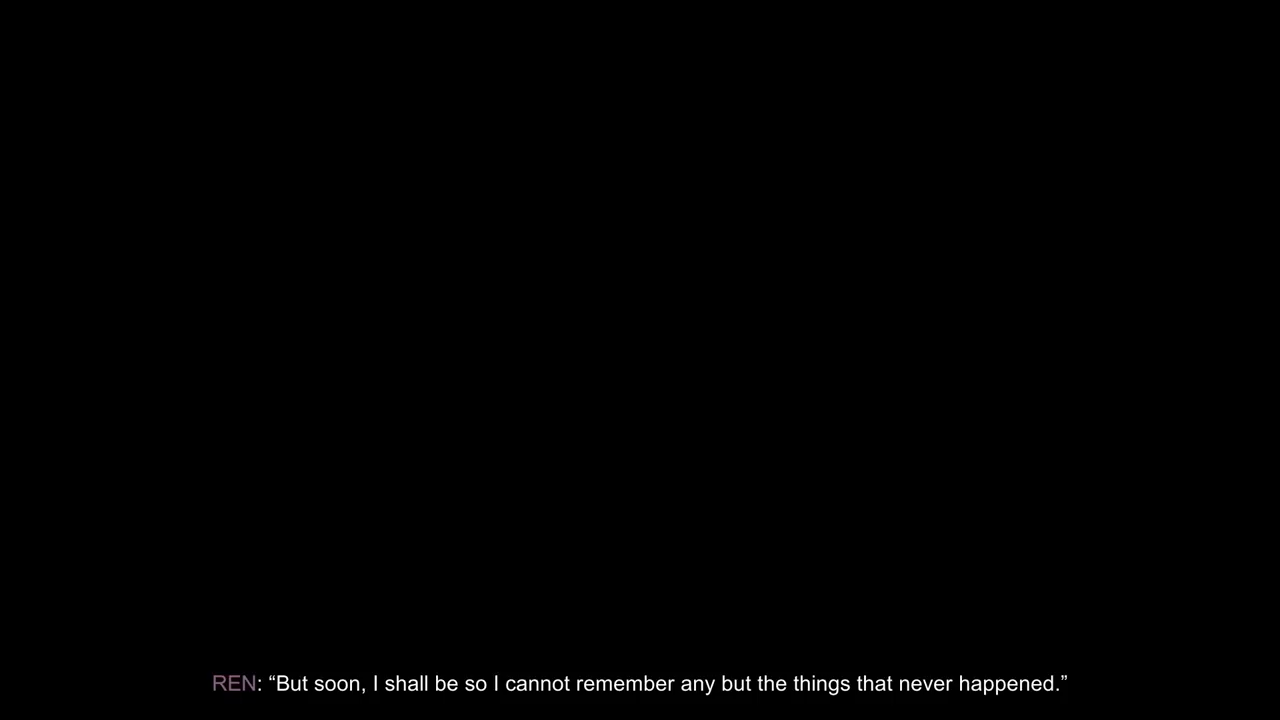 REN: “But soon, I shall be so I cannot remember any but the things that never happened.”